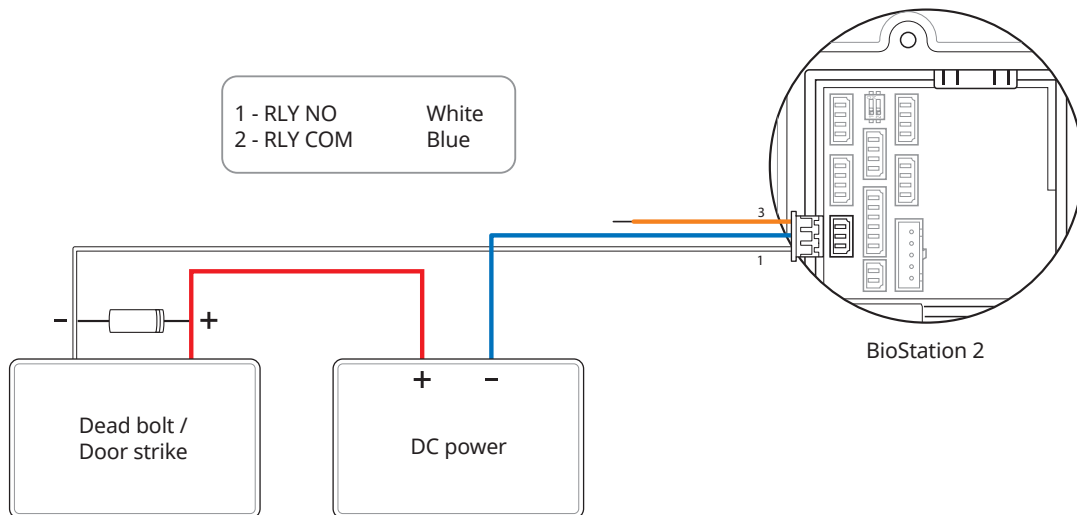 1 - RLY NO White
2 - RLY COM Blue
3
1
BioStation 2
- +
+ -
Dead bolt /
Door strike
DC power